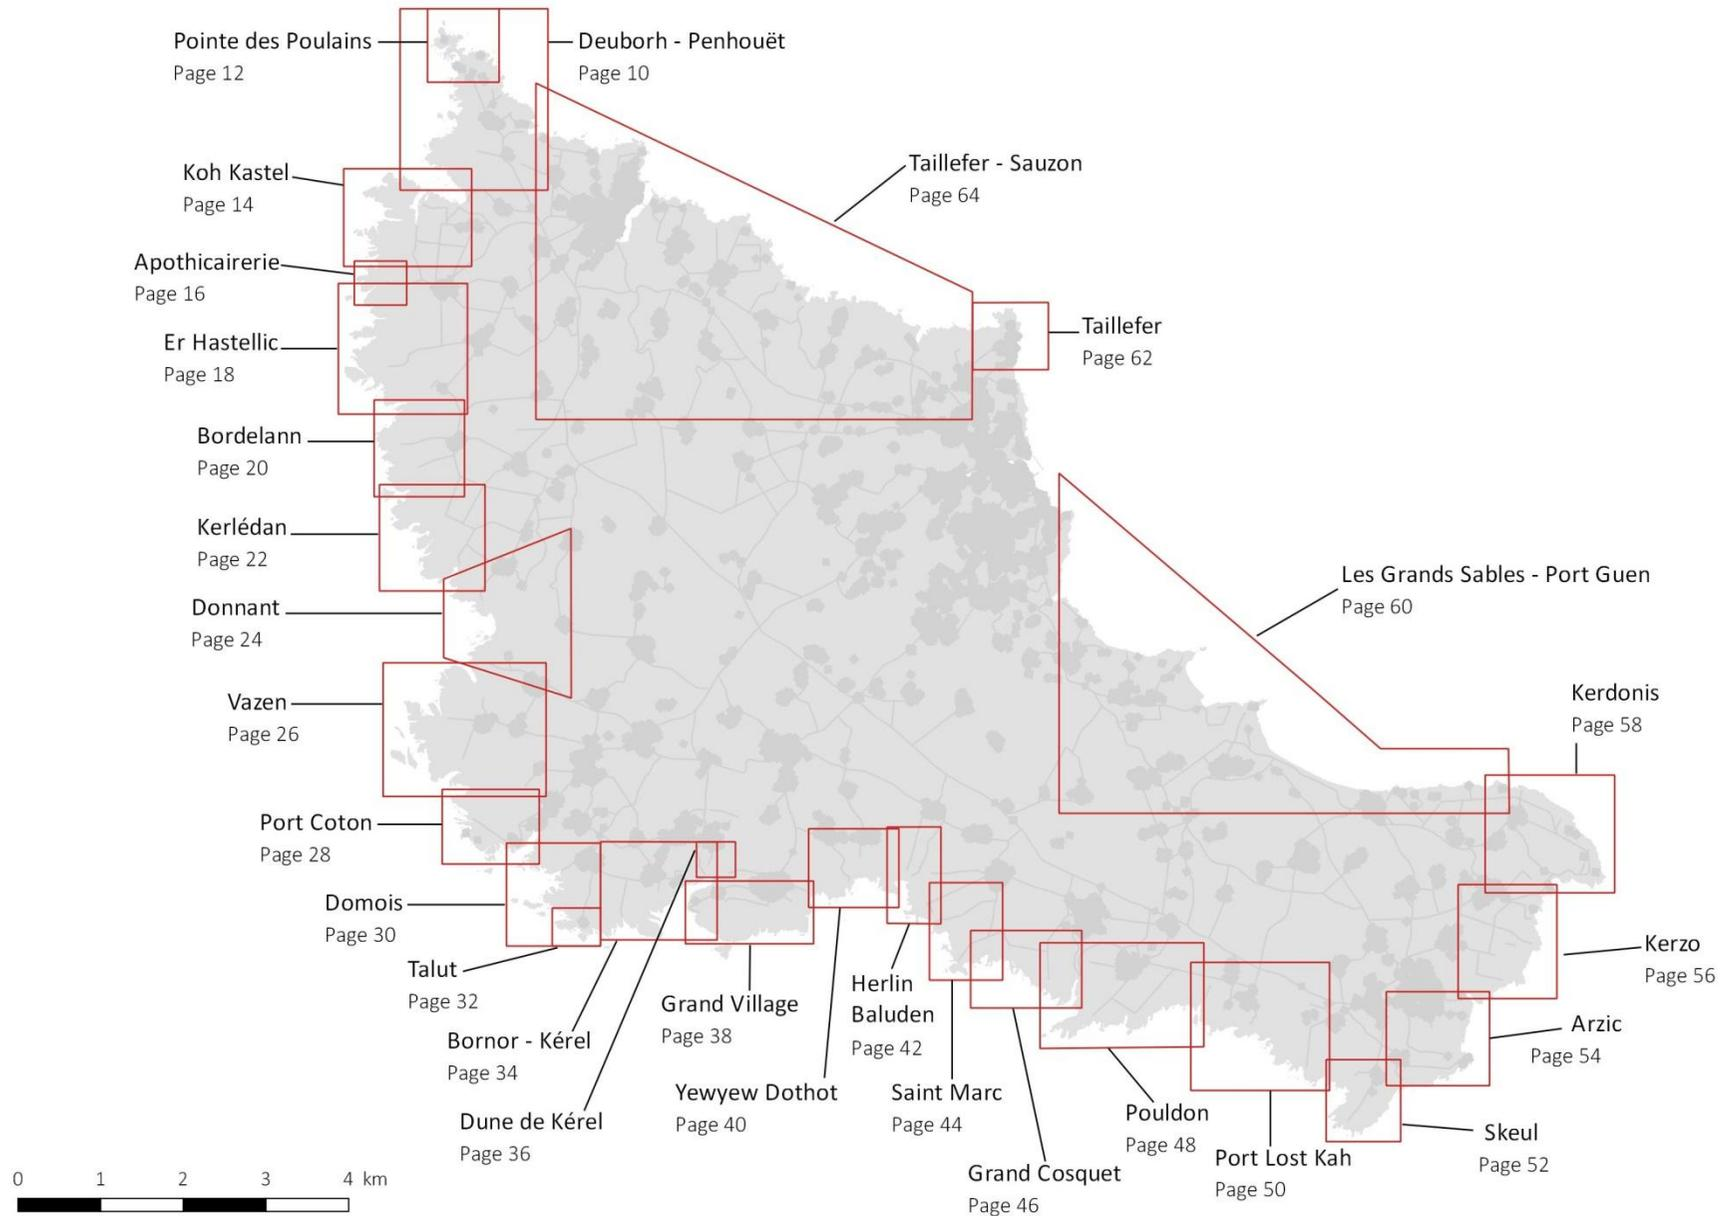 Pointe des Poulains
Page 12
Deuborh - Penhouët
Page 10
Koh Kastel
Page 14
Taillefer - Sauzon
Page 64
Apothicairerie
Page 16
Er Hastellic
Page 18
Taillefer
Page 62
Bordelann
Page 20
Kerlédan
Page 22
Donnant
Page 24
Les Grands Sables - Port Guen
Page 60
Vazen
Page 26
Kerdonis
Page 58
Port Coton
Page 28
Domois
Page 30
Talut
Page 32
Bornor - Kérel
Page 34
Dune de Kérel
Page 36
Grand Village
Page 38
Yewyew Dothot
Page 40
Herlin
Baluden
Page 42
Saint Marc
Page 44
Grand Cosquet
Page 46
Pouldon
Page 48
Port Lost Kah
Page 50
Skeul
Page 52
Arzic
Page 54
Kerzo
Page 56
0 1 2 3 4 km